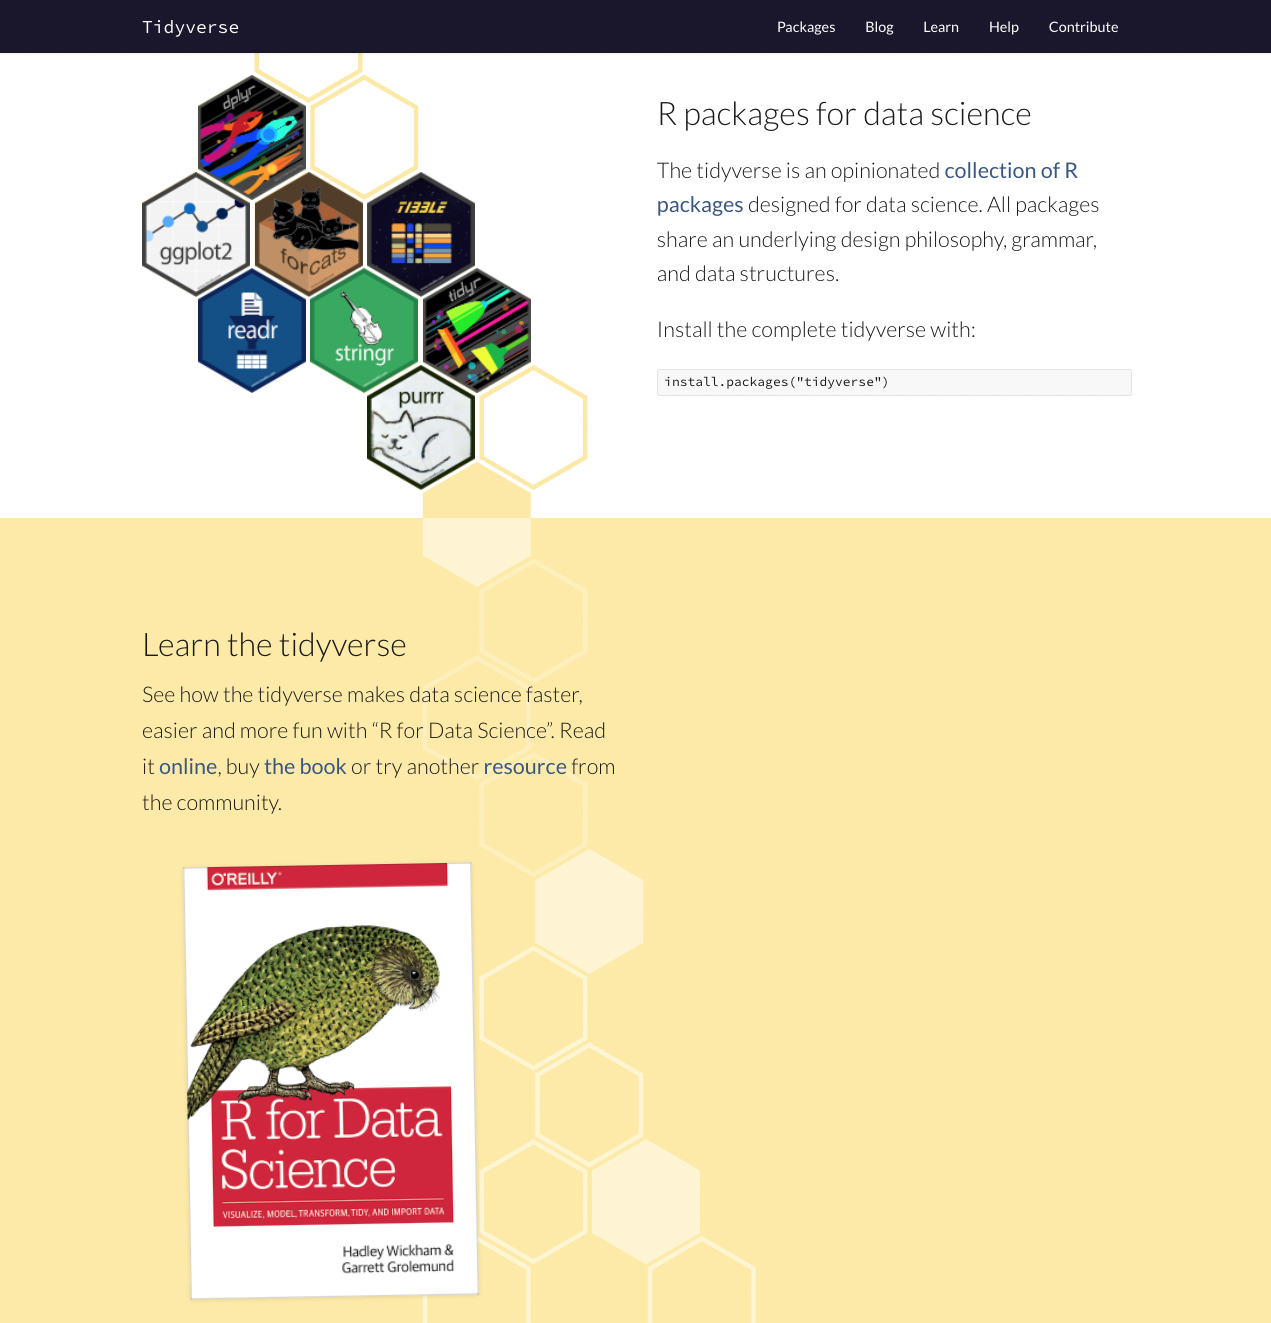 Tidyverse
Packages
Blog
Learn
Help
Contribute
dplyr
ggplot2
forcats
TIBBLE
readr
stringr
tidyr
purrr
R packages for data science
The tidyverse is an opinionated collection of R
packages designed for data science. All packages
share an underlying design philosophy, grammar,
and data structures.
Install the complete tidyverse with:
install.packages("tidyverse")
Learn the tidyverse
See how the tidyverse makes data science faster,
easier and more fun with “R for Data Science”. Read
it online, buy the book or try another resource from
the community.
O'REILLY®
R for Data
Science
VISUALIZE, MODEL, TRANSFORM, TIDY, AND IMPORT DATA
Hadley Wickham &
Garrett Grolemund